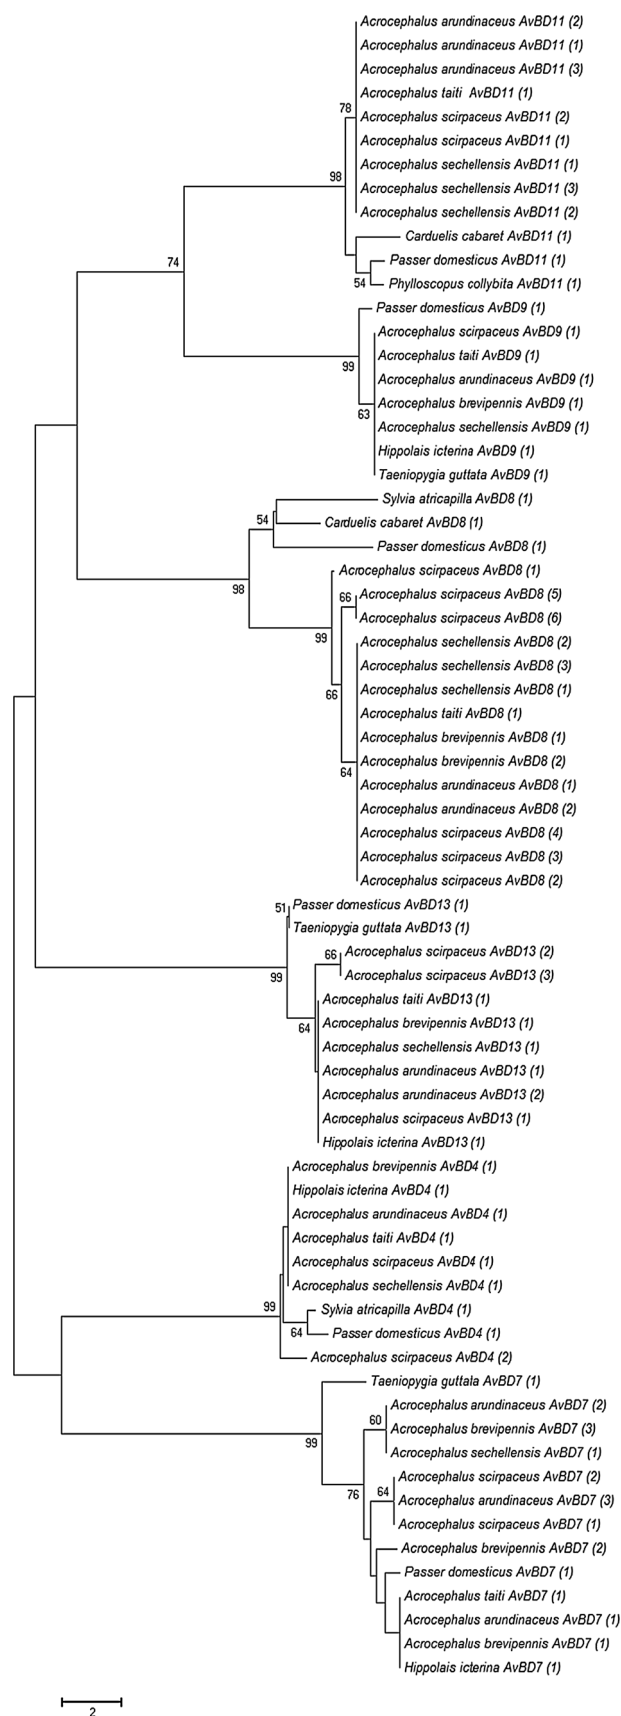 Acrocephalus arundinaceus AvBD11 (2)
Acrocephalus arundinaceus AvBD11 (1)
Acrocephalus arundinaceus AvBD11 (3)
Acrocephalus taiti AvBD11 (1)
78
Acrocephalus scirpaceus AvBD11 (2)
Acrocephalus scirpaceus AvBD11 (1)
Acrocephalus sechellensis AvBD11 (1)
98
Acrocephalus sechellensis AvBD11 (3)
Acrocephalus sechellensis AvBD11 (2)
Carduelis cabaret AvBD11 (1)
74
Passer domesticus AvBD11 (1)
54
Phylloscopus collybita AvBD11 (1)
Passer domesticus AvBD9 (1)
Acrocephalus scirpaceus AvBD9 (1)
Acrocephalus taiti AvBD9 (1)
99
Acrocephalus arundinaceus AvBD9 (1)
Acrocephalus brevipennis AvBD9 (1)
63
Acrocephalus sechellensis AvBD9 (1)
Hippolais icterina AvBD9 (1)
Taeniopygia guttata AvBD9 (1)
Sylvia atricapilla AvBD8 (1)
54
Carduelis cabaret AvBD8 (1)
Passer domesticus AvBD8 (1)
98
Acrocephalus scirpaceus AvBD8 (1)
66
Acrocephalus scirpaceus AvBD8 (5)
Acrocephalus scirpaceus AvBD8 (6)
99
Acrocephalus sechellensis AvBD8 (2)
Acrocephalus sechellensis AvBD8 (3)
66
Acrocephalus sechellensis AvBD8 (1)
Acrocephalus taiti AvBD8 (1)
Acrocephalus brevipennis AvBD8 (1)
Acrocephalus brevipennis AvBD8 (2)
64
Acrocephalus arundinaceus AvBD8 (1)
Acrocephalus arundinaceus AvBD8 (2)
Acrocephalus scirpaceus AvBD8 (4)
Acrocephalus scirpaceus AvBD8 (3)
Acrocephalus scirpaceus AvBD8 (2)
51
Passer domesticus AvBD13 (1)
Taeniopygia guttata AvBD13 (1)
66
Acrocephalus scirpaceus AvBD13 (2)
99
Acrocephalus scirpaceus AvBD13 (3)
Acrocephalus taiti AvBD13 (1)
64
Acrocephalus brevipennis AvBD13 (1)
Acrocephalus sechellensis AvBD13 (1)
Acrocephalus arundinaceus AvBD13 (1)
Acrocephalus arundinaceus AvBD13 (2)
Acrocephalus scirpaceus AvBD13 (1)
Hippolais icterina AvBD13 (1)
Acrocephalus brevipennis AvBD4 (1)
Hippolais icterina AvBD4 (1)
Acrocephalus arundinaceus AvBD4 (1)
Acrocephalus taiti AvBD4 (1)
Acrocephalus scirpaceus AvBD4 (1)
Acrocephalus sechellensis AvBD4 (1)
99
Sylvia atricapilla AvBD4 (1)
64
Passer domesticus AvBD4 (1)
Acrocephalus scirpaceus AvBD4 (2)
Taeniopygia guttala AvBD7 (1)
Acrocephalus arundinaceus AvBD7 (2)
60
Acrocephalus brevipennis AvBD7 (3)
99
Acrocephalus sechellensis AvBD7 (1)
Acrocephalus scirpaceus AvBD7 (2)
76
64
Acrocephalus arundinaceus AvBD7 (3)
Acrocephalus scirpaceus AvBD7 (1)
Acrocephalus brevipennis AvBD7 (2)
Passer domesticus AvBD7 (1)
Acrocephalus taiti AvBD7 (1)
Acrocephalus arundinaceus AvBD7 (1)
Acrocephalus brevipennis AvBD7 (1)
Hippolais icterina AvBD7 (1)
2